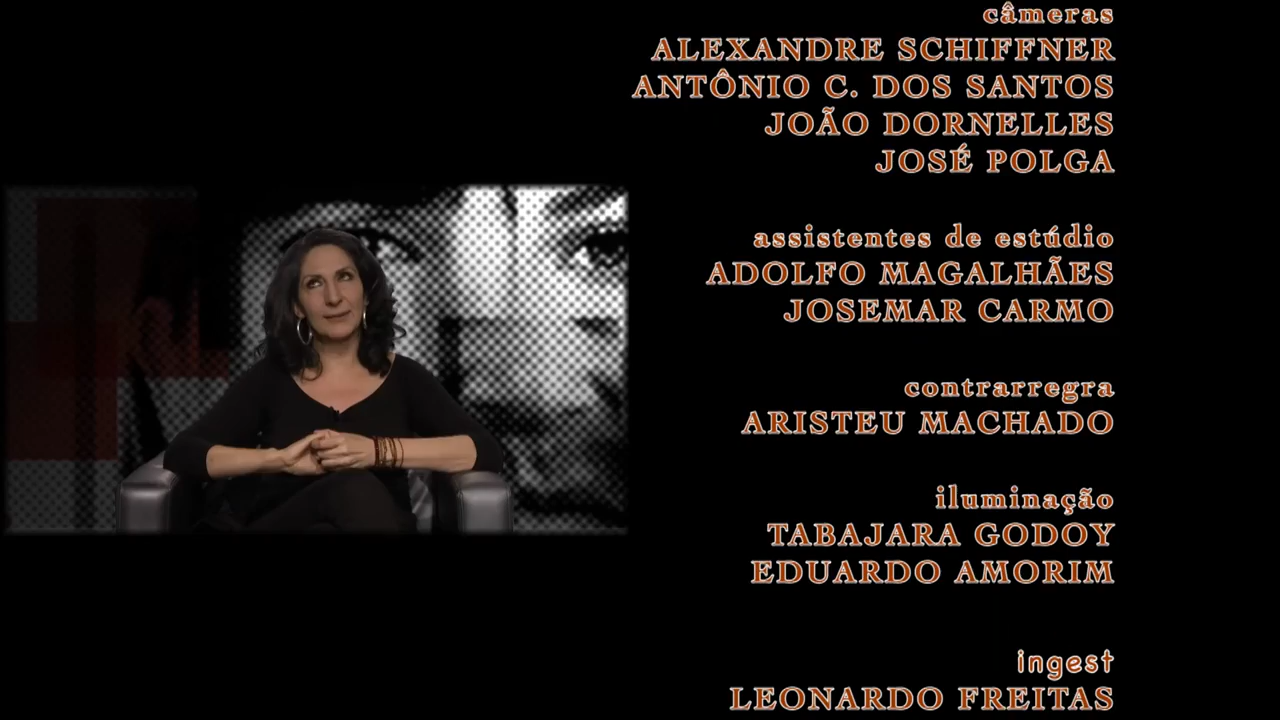 câmeras
ALEXANDRE SCHIFFNER
ANTÔNIO C. DOS SANTOS
JOÃO DORNELLES
JOSÉ POLGA
assistentes de estúdio
ADOLFO MAGALHÃES
JOSEMAR CARMO
contrarregra
ARISTEU MACHADO
iluminação
TABAJARA GODOY
EDUARDO AMORIM
ingest
LEONARDO FREITAS